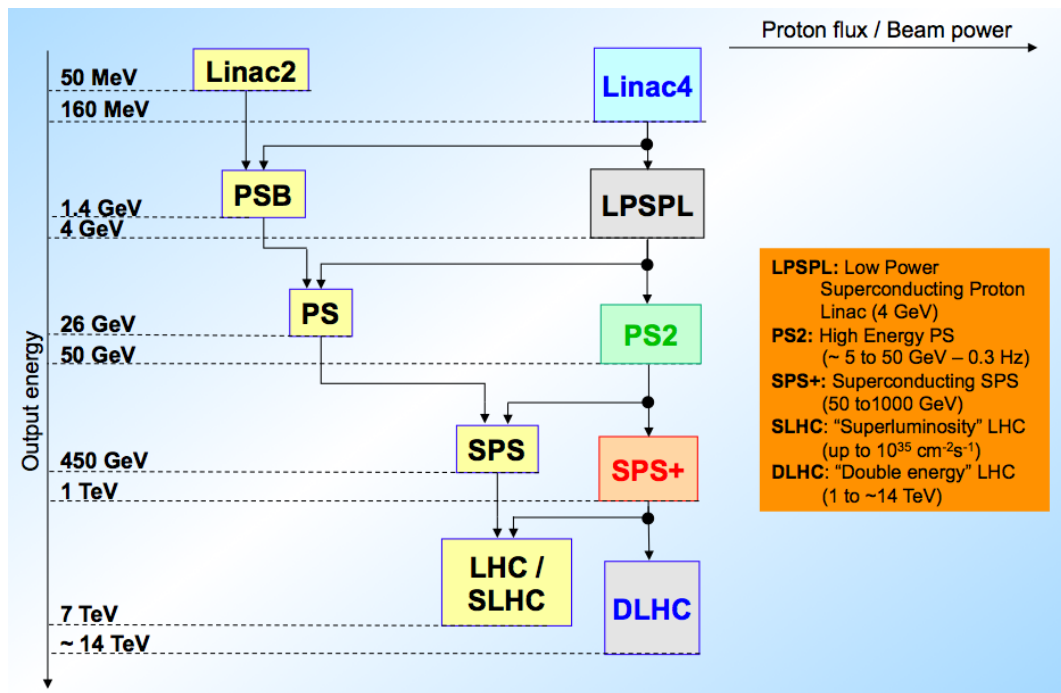 Proton flux / Beam power
Linac2
50 MeV
Linac4
160 MeV
PSB
LPSPL
1.4 GeV
4 GeV
LPSPL: Low Power
Superconducting Proton
Linac (4 GeV)
PS2: High Energy PS
(~ 5 to 50 GeV – 0.3 Hz)
SPS+: Superconducting SPS
(50 to1000 GeV)
SLHC: “Superluminosity” LHC
(up to 10³⁵ cm⁻²s⁻¹)
DLHC: “Double energy” LHC
(1 to ~14 TeV)
PS
26 GeV
PS2
50 GeV
Output energy
SPS
450 GeV
SPS+
1 TeV
LHC /
SLHC
DLHC
7 TeV
~ 14 TeV